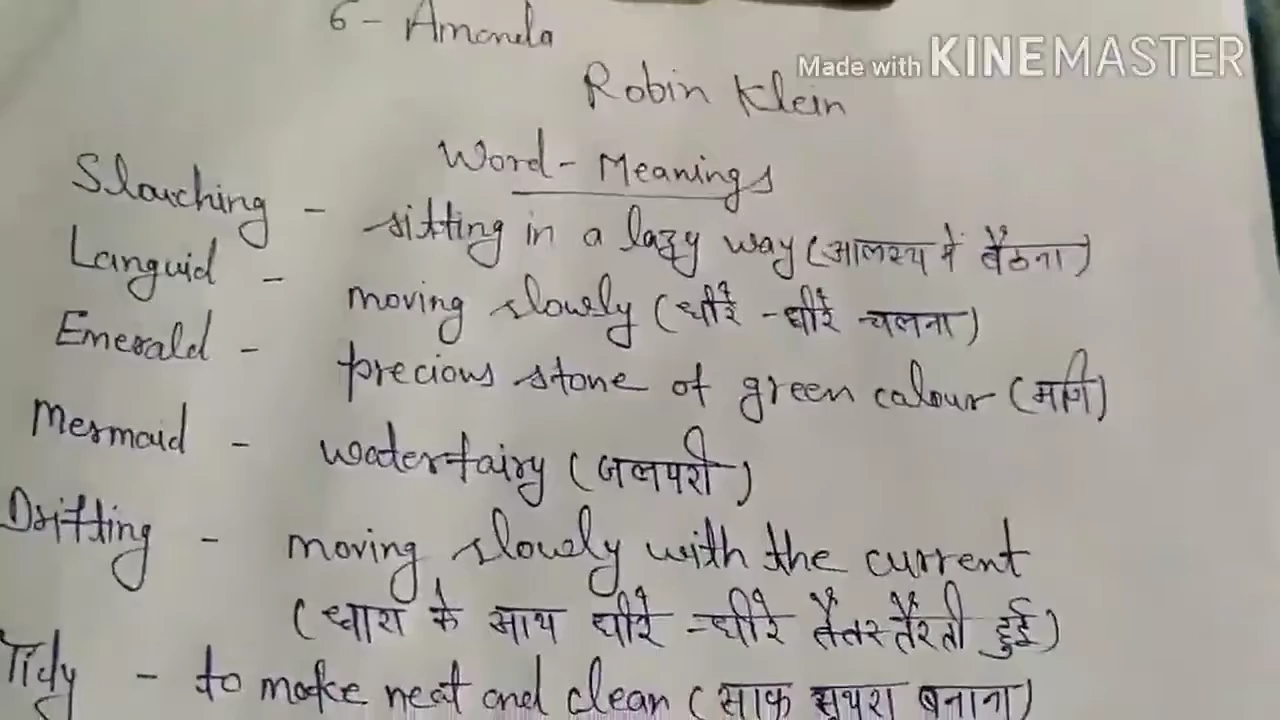 6 - Amanda
Made with KINEMASTER
Robin Klein
Word - Meanings
Slouching - sitting in a lazy way (आलस्य में बैठना)
Languid - moving slowly (धीरे - धीरे चलना)
Emerald - precious stone of green colour (मणि)
Mermaid - waterfairy (जलपरी)
Drifting - moving slowly with the current
(धारा के साथ धीरे - धीरे तैरती हुई)
Tidy - to make neat and clean (साफ सुथरा बनाना)